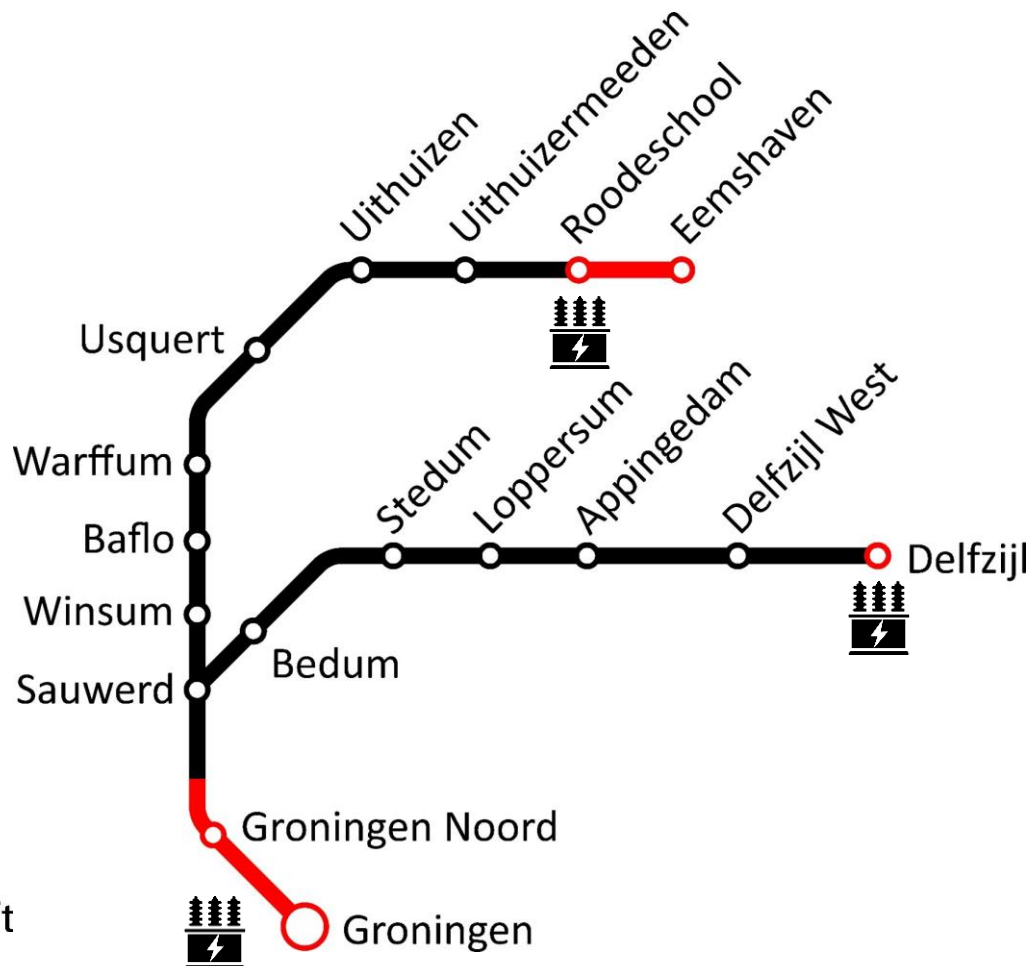 Uithuizen
Uithuizermeeden
Roodeschool
Eemshaven
Usquert
Warffum
Baflo
Winsum
Sauwerd
Stedum
Loppersum
Appingedam
Delfzijl West
Delfzijl
Bedum
Groningen Noord
Groningen